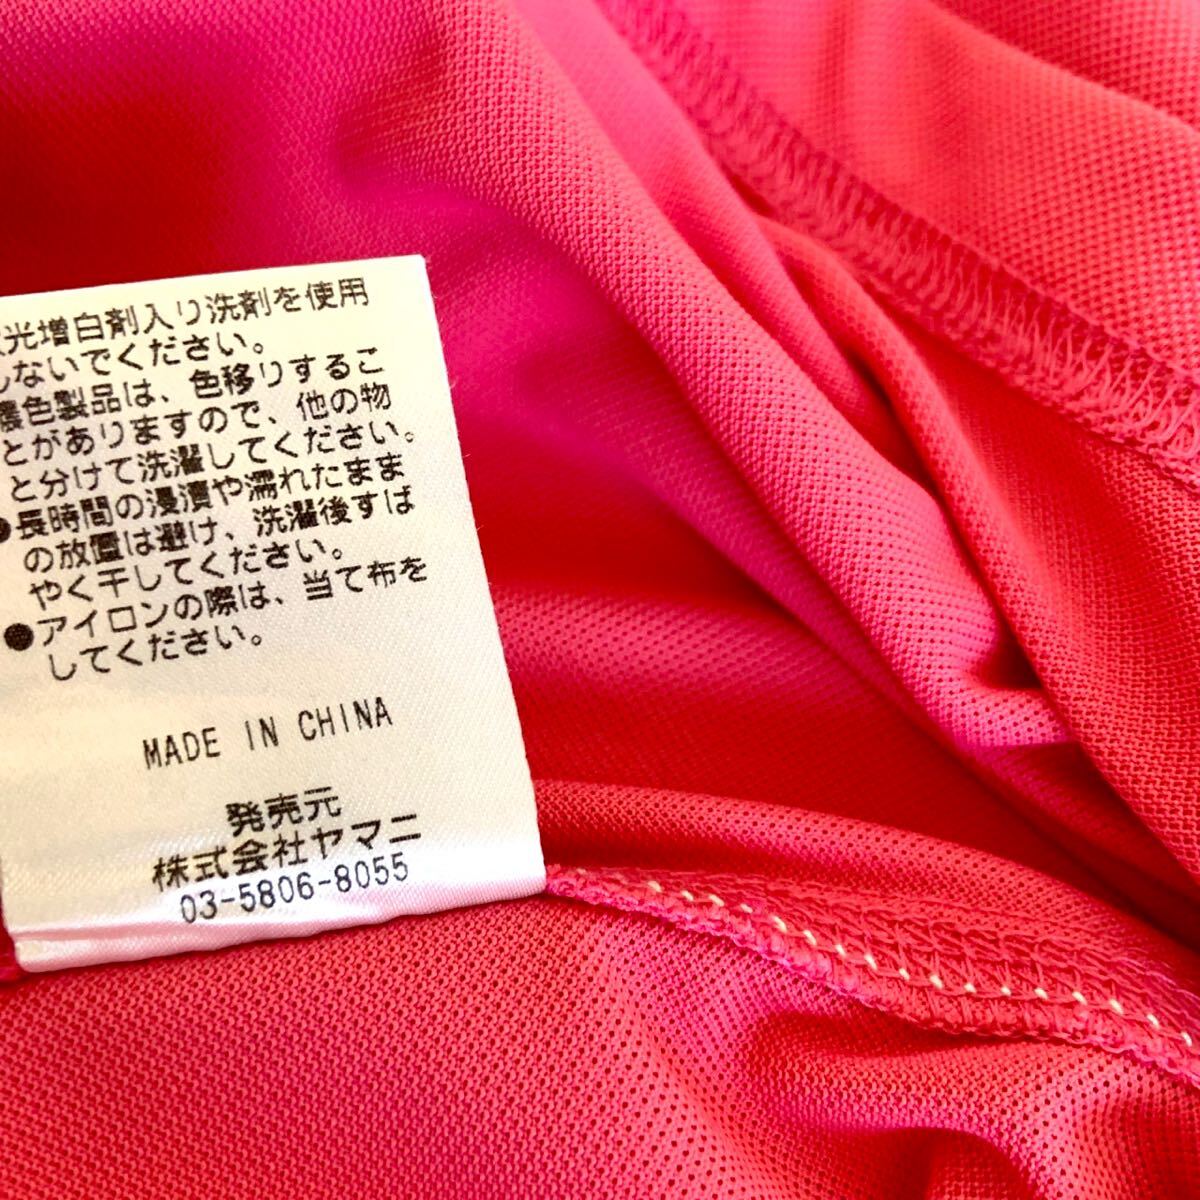 光増白剤入り洗剤を使用
しないでください。
濃色製品は、色移りするこ
とがありますので、他の物
と分けて洗濯してください。
●長時間の浸漬や濡れたまま
の放置は避け、洗濯後すば
やく干してください。
●アイロンの際は、当て布を
してください。
MADE IN CHINA
発売元
株式会社ヤマニ
03-5806-8055